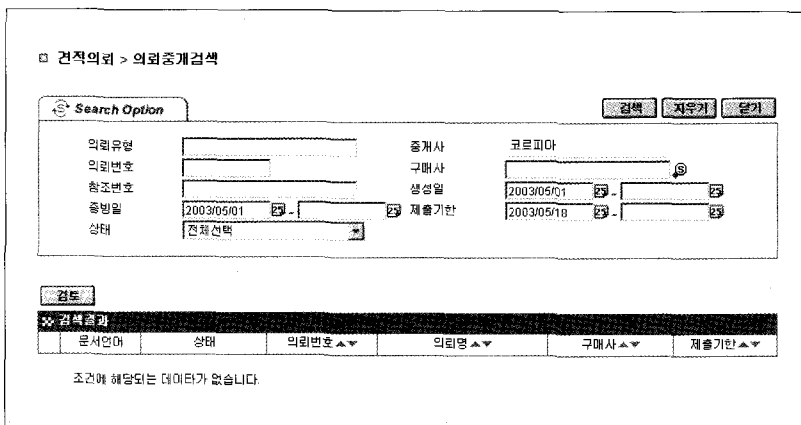 견적의뢰 > 의뢰중개검색
Search Option
검색 지우기 닫기
의뢰유형 중개사 코르피아
의뢰번호 구매사
참조번호 생성일 2003/05/01 ~
증빙일 2003/05/01 ~ 제출기한 2003/05/18 ~
상태 전체선택
검토
검색결과
문서언어 상태 의뢰번호▲▼ 의뢰명▲▼ 구매사▲▼ 제출기한▲▼
조건에 해당되는 데이타가 없습니다.